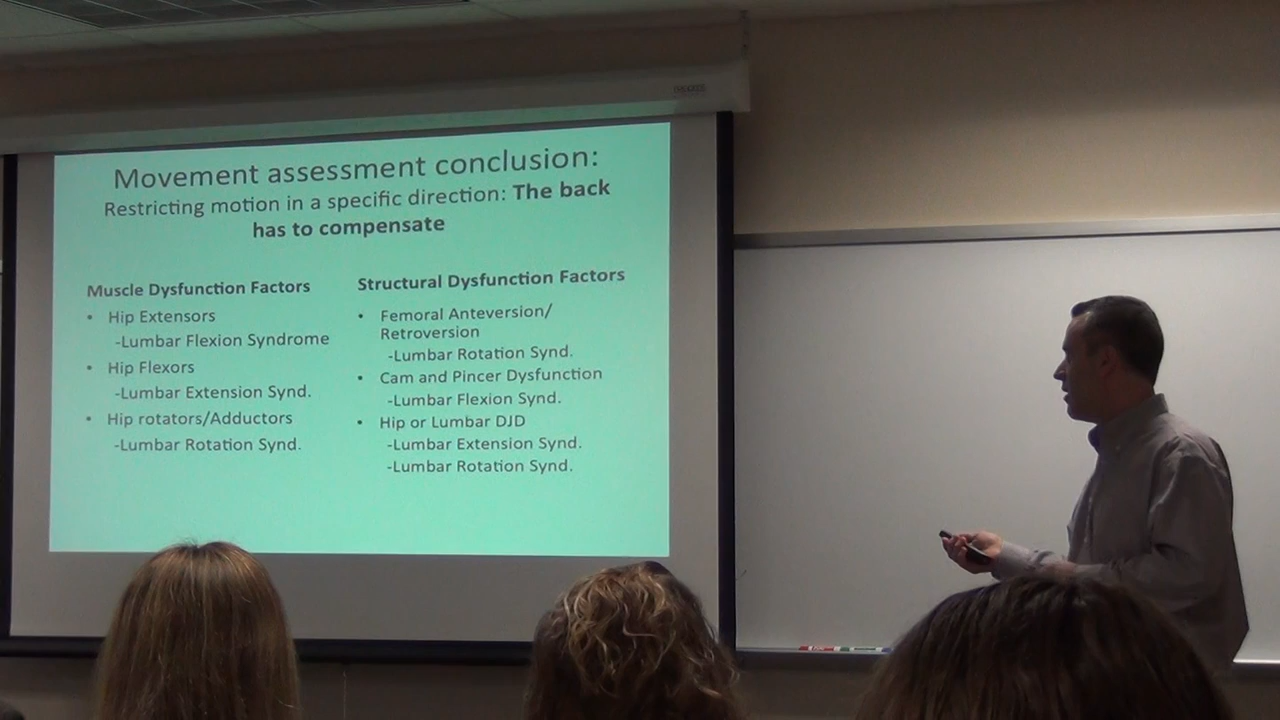 Movement assessment conclusion:
Restricting motion in a specific direction: The back
has to compensate
Muscle Dysfunction Factors
• Hip Extensors
-Lumbar Flexion Syndrome
• Hip Flexors
-Lumbar Extension Synd.
• Hip rotators/Adductors
-Lumbar Rotation Synd.
Structural Dysfunction Factors
• Femoral Anteversion/
Retroversion
-Lumbar Rotation Synd.
• Cam and Pincer Dysfunction
-Lumbar Flexion Synd.
• Hip or Lumbar DJD
-Lumbar Extension Synd.
-Lumbar Rotation Synd.